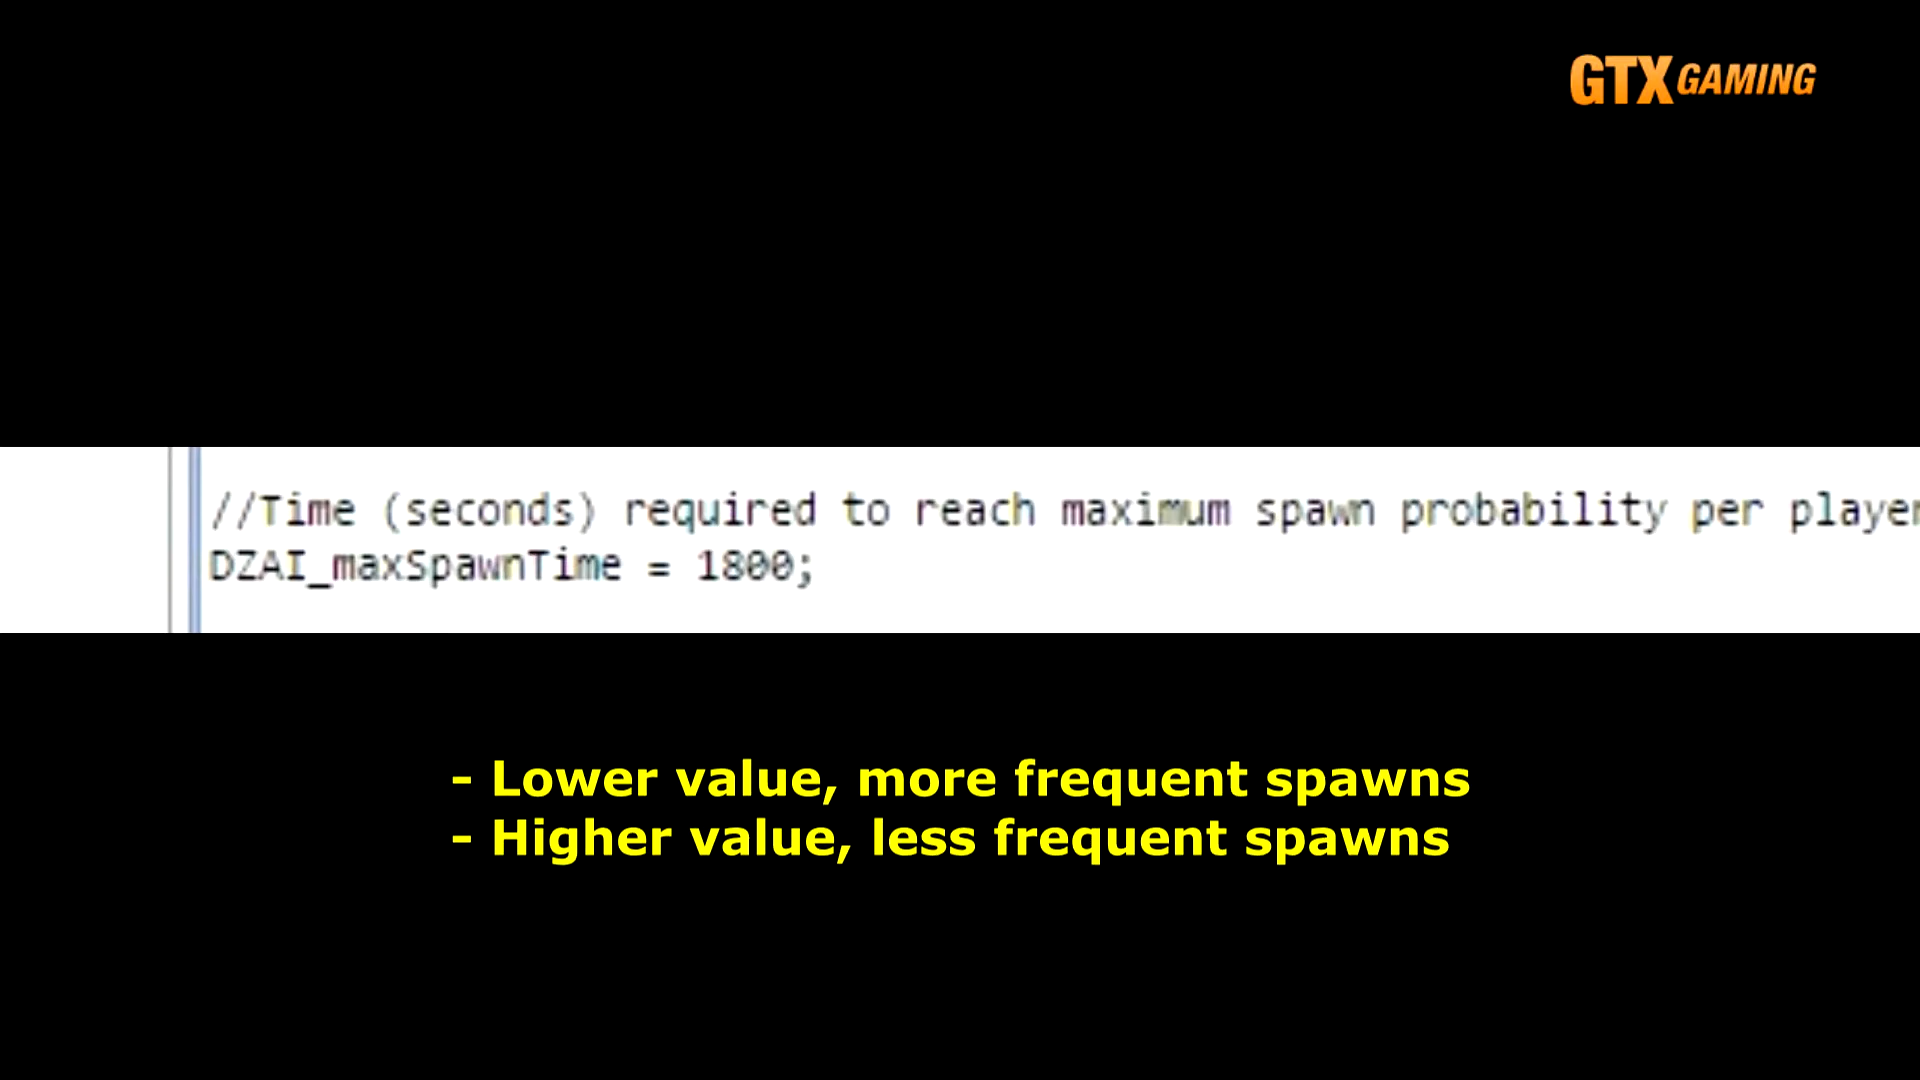 GTX GAMING
//Time (seconds) required to reach maximum spawn probability per player
DZAI_maxSpawnTime = 1800;
- Lower value, more frequent spawns
- Higher value, less frequent spawns